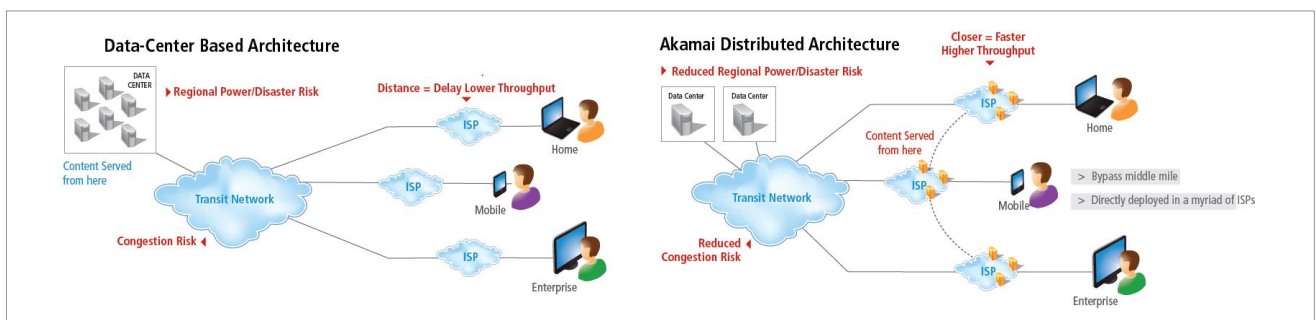 Data-Center Based Architecture
DATA
CENTER
Regional Power/Disaster Risk
Distance = Delay Lower Throughput
ISP
Home
Content Served
from here
Transit Network
ISP
Mobile
Congestion Risk
ISP
Enterprise
Akamai Distributed Architecture
Closer = Faster
Higher Throughput
Reduced Regional Power/Disaster Risk
Data Center
Data Center
ISP
Home
Content Served
from here
Transit Network
ISP
Mobile
> Bypass middle mile
> Directly deployed in a myriad of ISPs
Reduced
Congestion Risk
ISP
Enterprise